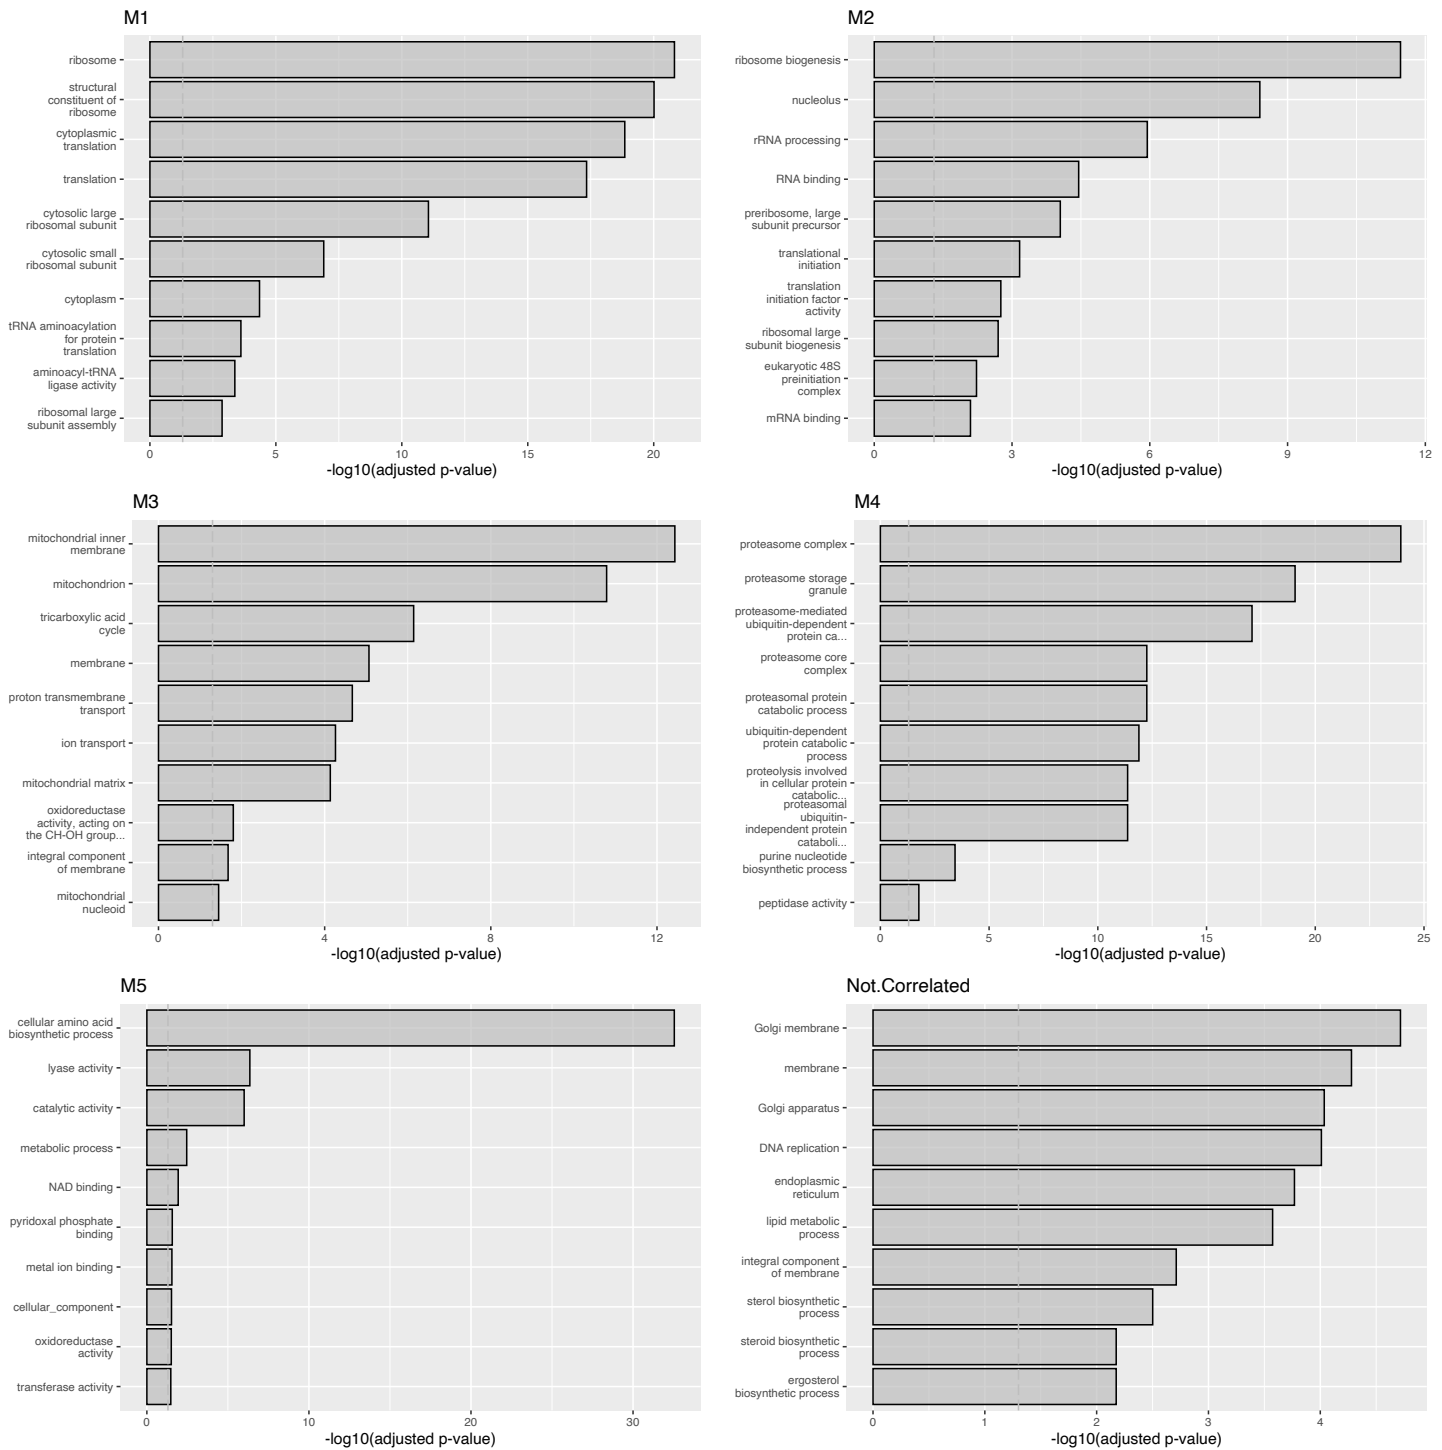 M1
ribosome
structural
constituent of
ribosome
cytoplasmic
translation
translation
cytosolic large
ribosomal subunit
cytosolic small
ribosomal subunit
cytoplasm
tRNA aminoacylation
for protein
translation
aminoacyl-tRNA
ligase activity
ribosomal large
subunit assembly
0 5 10 15 20
-log10(adjusted p-value)
M2
ribosome biogenesis
nucleolus
rRNA processing
RNA binding
preribosome, large
subunit precursor
translational
initiation
translation
initiation factor
activity
ribosomal large
subunit biogenesis
eukaryotic 48S
preinitiation
complex
mRNA binding
0 3 6 9 12
-log10(adjusted p-value)
M3
mitochondrial inner
membrane
mitochondrion
tricarboxylic acid
cycle
membrane
proton transmembrane
transport
ion transport
mitochondrial matrix
oxidoreductase
activity, acting on
the CH-OH group...
integral component
of membrane
mitochondrial
nucleoid
0 4 8 12
-log10(adjusted p-value)
M4
proteasome complex
proteasome storage
granule
proteasome-mediated
ubiquitin-dependent
protein ca...
proteasome core
complex
proteasomal protein
catabolic process
ubiquitin-dependent
protein catabolic
process
proteolysis involved
in cellular protein
catabolic...
proteasomal
ubiquitin-
independent protein
cataboli...
purine nucleotide
biosynthetic process
peptidase activity
0 5 10 15 20 25
-log10(adjusted p-value)
M5
cellular amino acid
biosynthetic process
lyase activity
catalytic activity
metabolic process
NAD binding
pyridoxal phosphate
binding
metal ion binding
cellular_component
oxidoreductase
activity
transferase activity
0 10 20 30
-log10(adjusted p-value)
Not.Correlated
Golgi membrane
membrane
Golgi apparatus
DNA replication
endoplasmic
reticulum
lipid metabolic
process
integral component
of membrane
sterol biosynthetic
process
steroid biosynthetic
process
ergosterol
biosynthetic process
0 1 2 3 4
-log10(adjusted p-value)